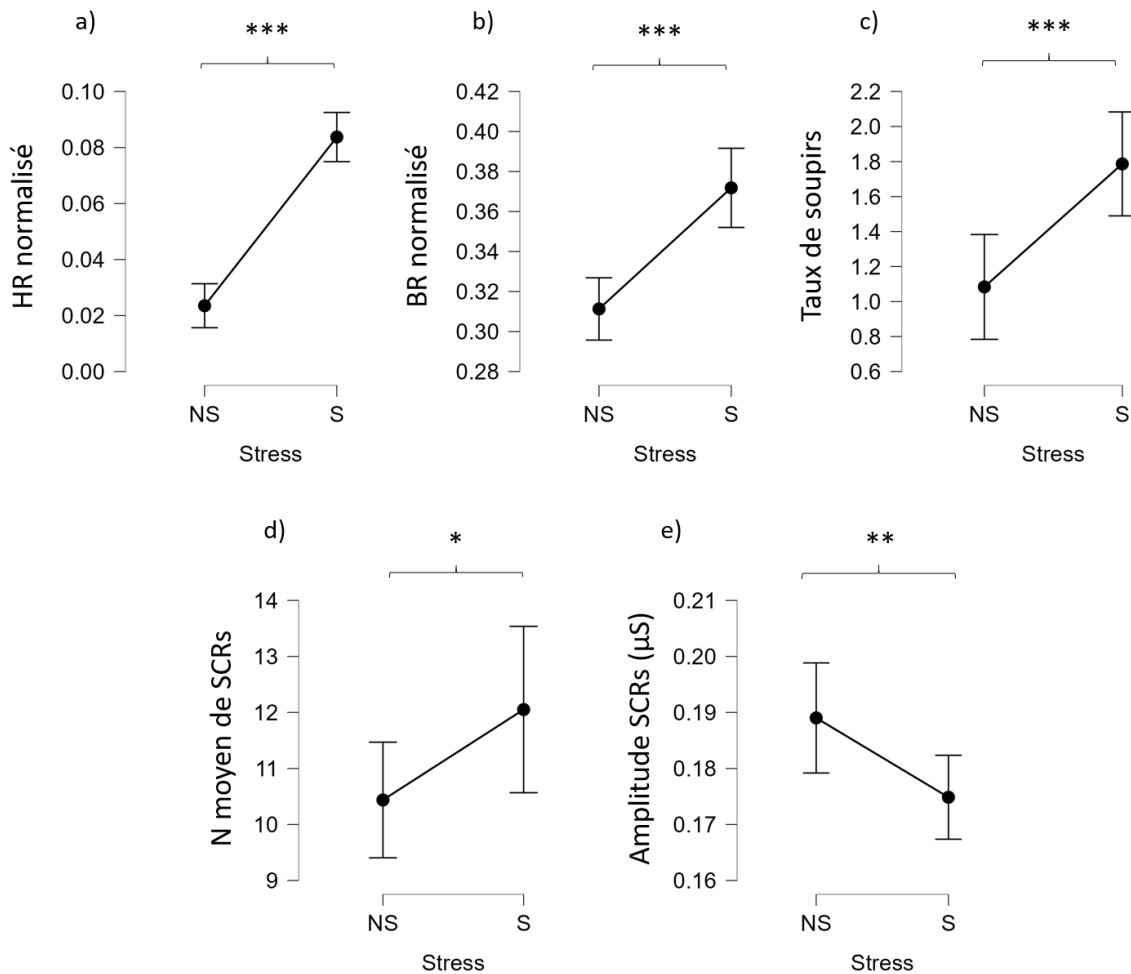 a)
***
HR normalisé
0.10
0.08
0.06
0.04
0.02
0.00
NS S
Stress
b)
***
BR normalisé
0.42
0.40
0.38
0.36
0.34
0.32
0.30
0.28
NS S
Stress
c)
***
Taux de soupirs
2.2
2.0
1.8
1.6
1.4
1.2
1.0
0.8
0.6
NS S
Stress
d)
*
N moyen de SCRs
14
13
12
11
10
9
NS S
Stress
e)
**
Amplitude SCRs (µS)
0.21
0.20
0.19
0.18
0.17
0.16
NS S
Stress